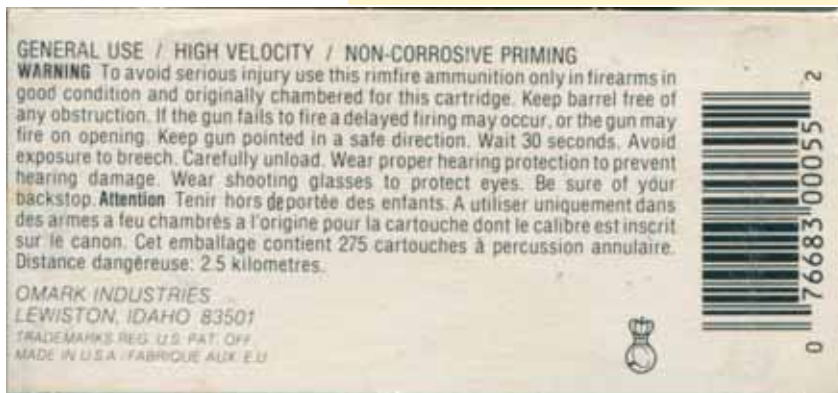 GENERAL USE / HIGH VELOCITY / NON-CORROSIVE PRIMING
WARNING To avoid serious injury use this rimfire ammunition only in firearms in
good condition and originally chambered for this cartridge. Keep barrel free of
any obstruction. If the gun fails to fire a delayed firing may occur, or the gun may
fire on opening. Keep gun pointed in a safe direction. Wait 30 seconds. Avoid
exposure to breech. Carefully unload. Wear proper hearing protection to prevent
hearing damage. Wear shooting glasses to protect eyes. Be sure of your
backstop. Attention Tenir hors de portée des enfants. A utiliser uniquement dans
des armes a feu chambrés a l'origine pour la cartouche dont le calibre est inscrit
sur le canon. Cet emballage contient 275 cartouches à percussion annulaire.
Distance dangéreuse: 2.5 kilometres.
OMARK INDUSTRIES
LEWISTON, IDAHO 83501
TRADEMARKS REG. U.S. PAT. OFF.
MADE IN U.S.A. / FABRIQUE AUX E.U.
0 76683 00055 2